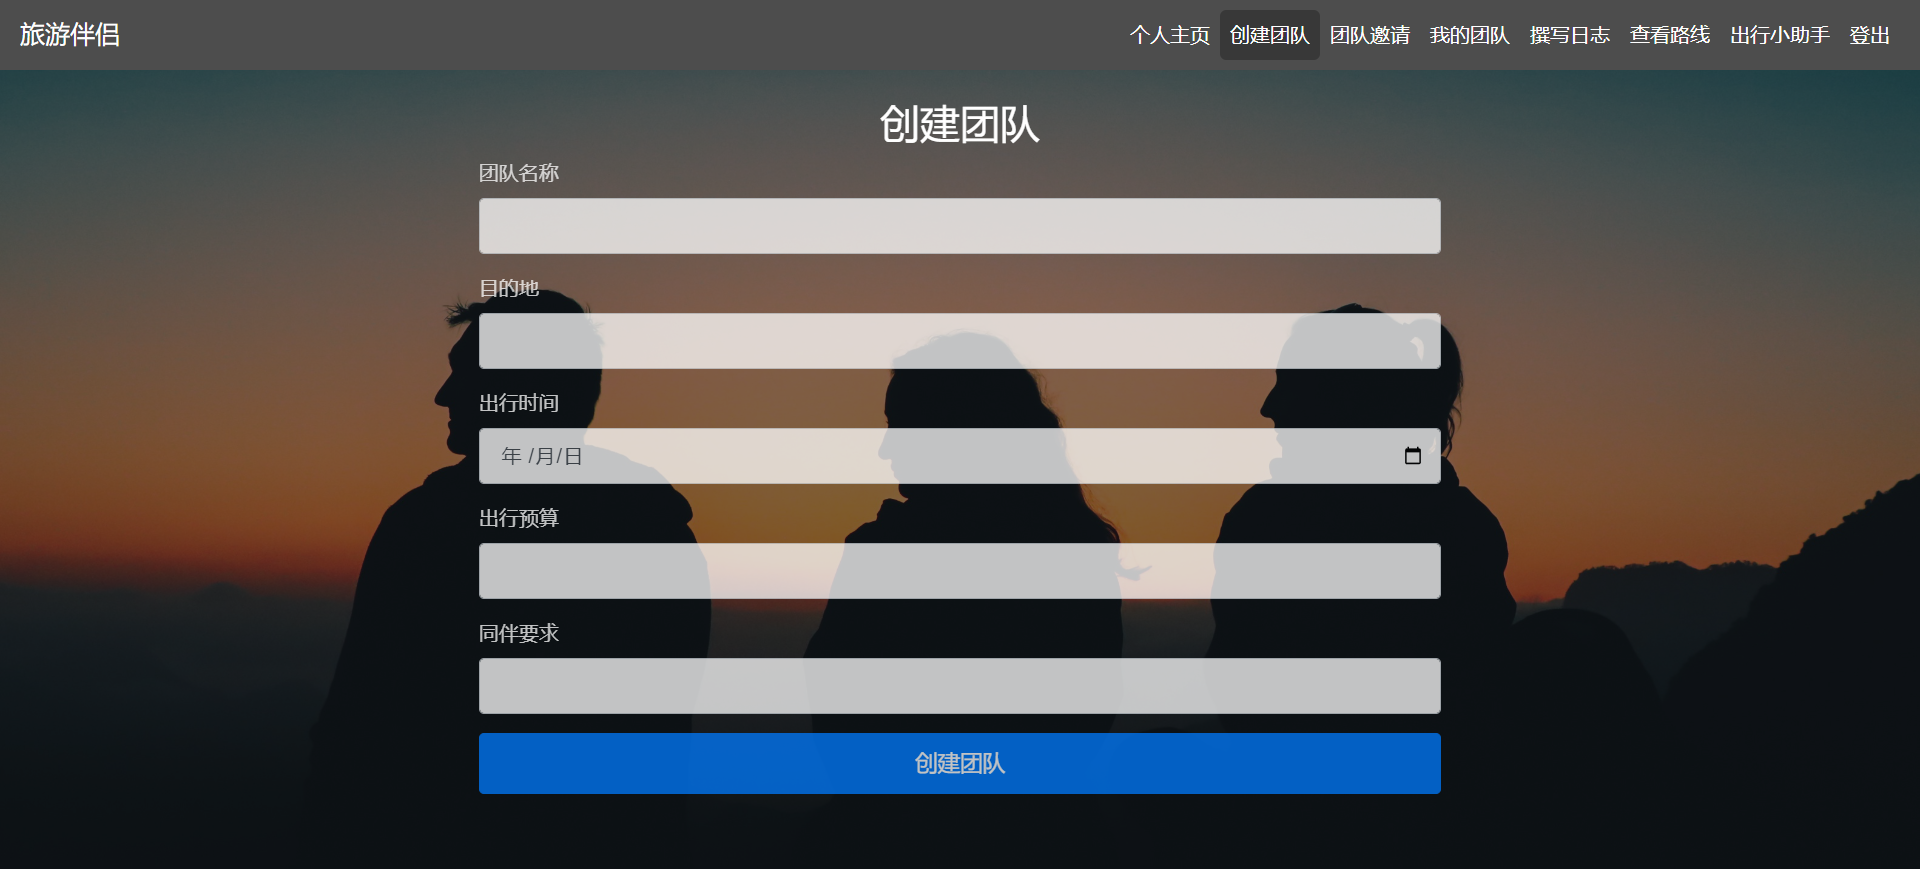 旅游伴侣
个人主页 创建团队 团队邀请 我的团队 撰写日志 查看路线 出行小助手 登出
创建团队
团队名称
目的地
出行时间
年 /月/日
出行预算
同伴要求
创建团队